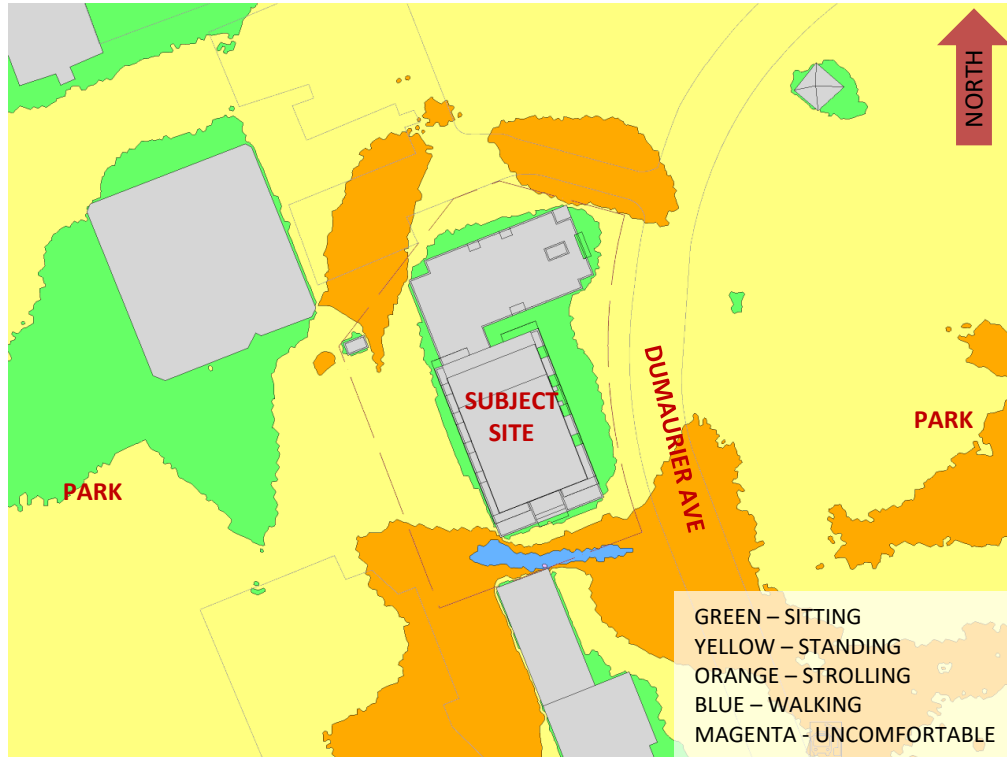 NORTH
SUBJECT
SITE
DUMAURIER AVE
PARK
PARK
GREEN – SITTING
YELLOW – STANDING
ORANGE – STROLLING
BLUE – WALKING
MAGENTA - UNCOMFORTABLE